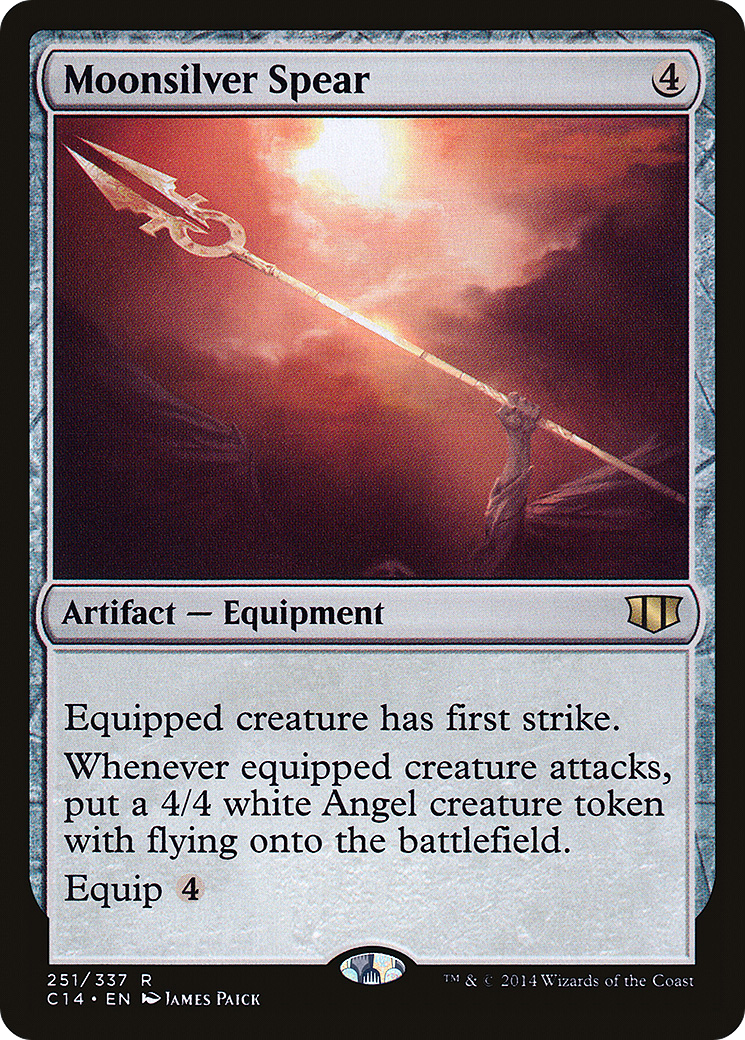 Moonsilver Spear 4
Artifact — Equipment
Equipped creature has first strike.
Whenever equipped creature attacks,
put a 4/4 white Angel creature token
with flying onto the battlefield.
Equip 4
251/337 R
C14 • EN James Paick
™ & © 2014 Wizards of the Coast